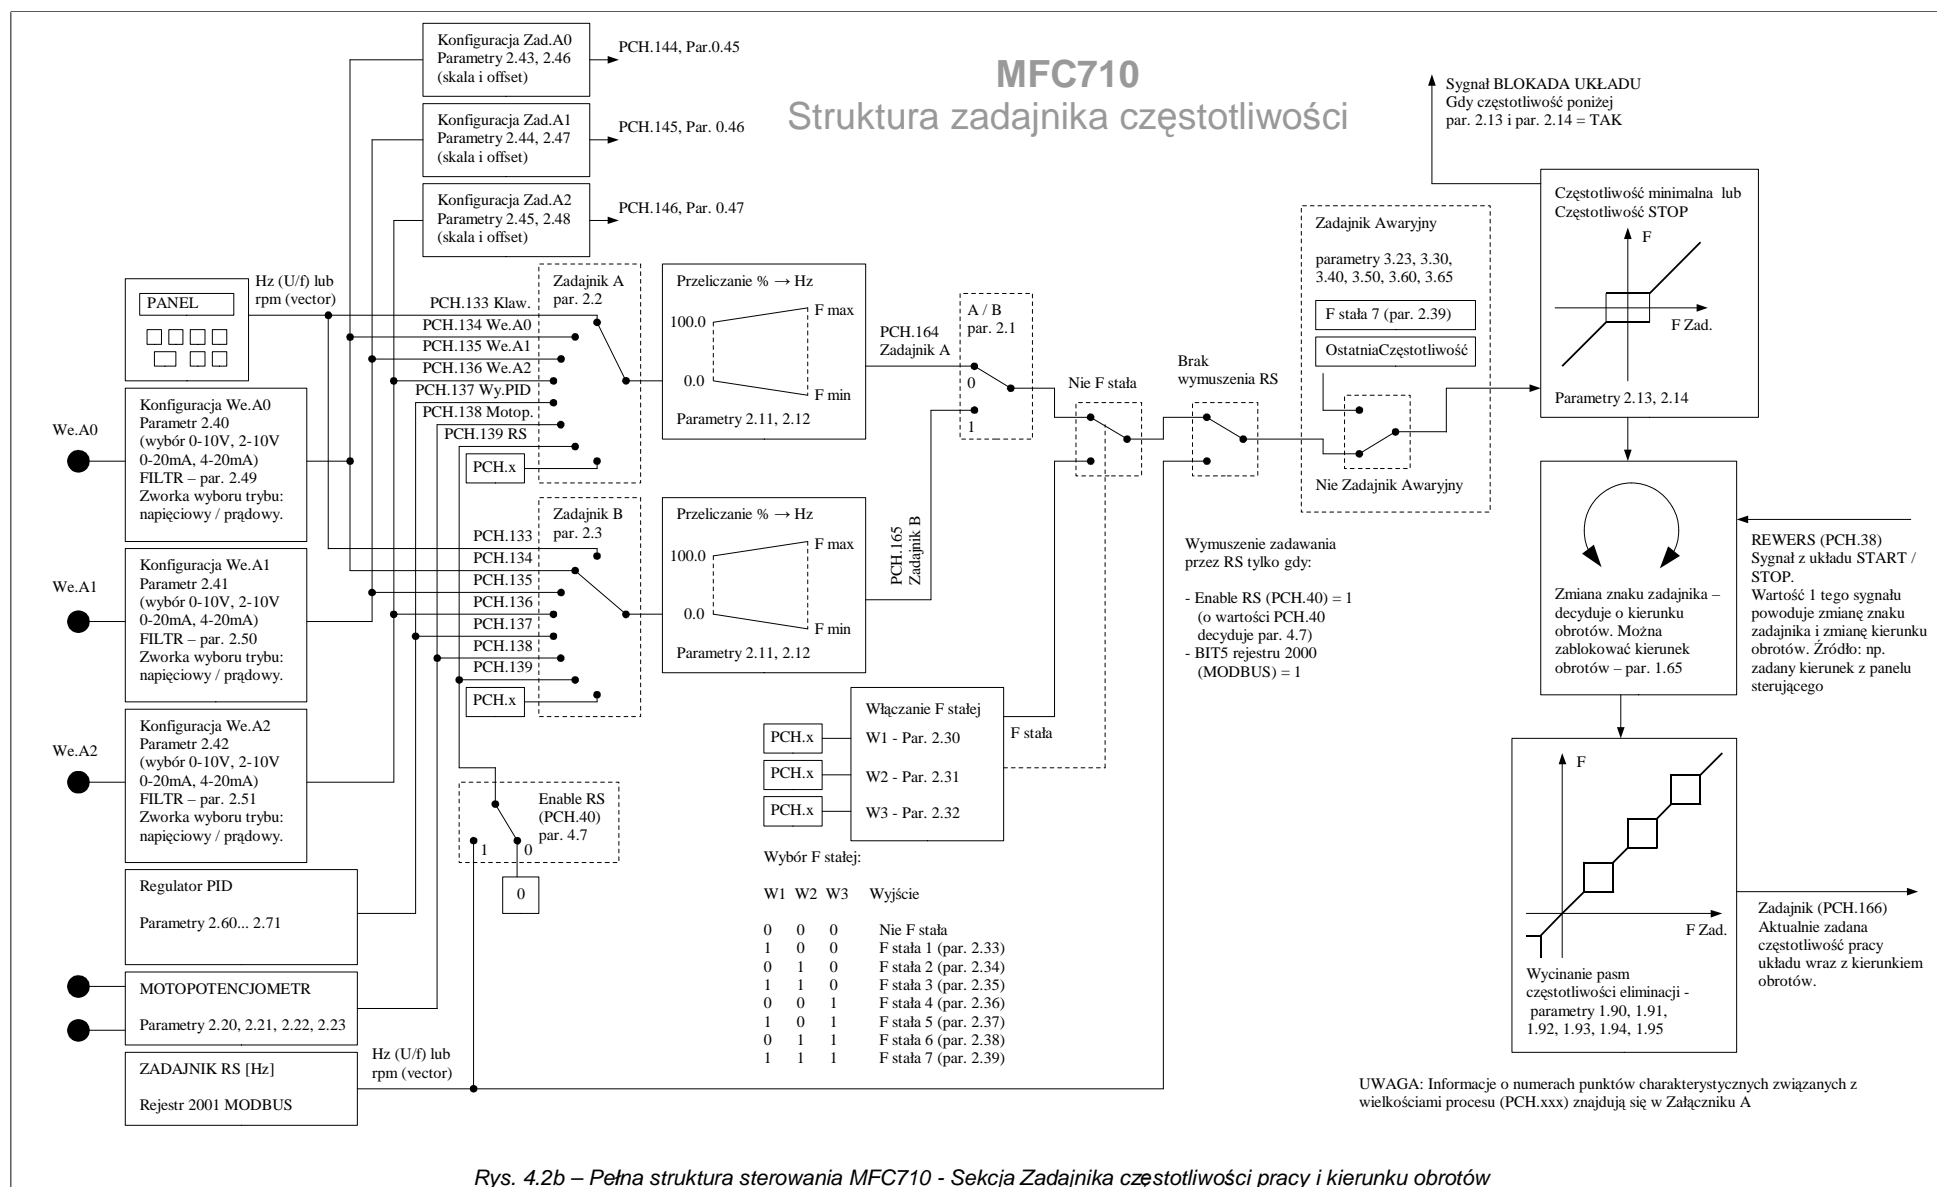 MFC710
Struktura zadajnika częstotliwości
Konfiguracja Zad.A0
Parametry 2.43, 2.46
(skala i offset)
PCH.144, Par.0.45
Konfiguracja Zad.A1
Parametry 2.44, 2.47
(skala i offset)
PCH.145, Par. 0.46
Konfiguracja Zad.A2
Parametry 2.45, 2.48
(skala i offset)
PCH.146, Par. 0.47
PANEL
Hz (U/f) lub
rpm (vector)
We.A0
Konfiguracja We.A0
Parametr 2.40
(wybór 0-10V, 2-10V
0-20mA, 4-20mA)
FILTR – par. 2.49
Zworka wyboru trybu:
napięciowy / prądowy.
We.A1
Konfiguracja We.A1
Parametr 2.41
(wybór 0-10V, 2-10V
0-20mA, 4-20mA)
FILTR – par. 2.50
Zworka wyboru trybu:
napięciowy / prądowy.
We.A2
Konfiguracja We.A2
Parametr 2.42
(wybór 0-10V, 2-10V
0-20mA, 4-20mA)
FILTR – par. 2.51
Zworka wyboru trybu:
napięciowy / prądowy.
Regulator PID
Parametry 2.60... 2.71
MOTOPOTENCJOMETR
Parametry 2.20, 2.21, 2.22, 2.23
ZADAJNIK RS [Hz]
Rejestr 2001 MODBUS
Hz (U/f) lub
rpm (vector)
Zadajnik A
par. 2.2
PCH.133 Klaw.
PCH.134 We.A0
PCH.135 We.A1
PCH.136 We.A2
PCH.137 Wy.PID
PCH.138 Motop.
PCH.139 RS
PCH.x
Zadajnik B
par. 2.3
PCH.133
PCH.134
PCH.135
PCH.136
PCH.137
PCH.138
PCH.139
PCH.x
Enable RS
(PCH.40)
par. 4.7
1
0
0
Przeliczanie % → Hz
100.0
F max
0.0
F min
Parametry 2.11, 2.12
Przeliczanie % → Hz
100.0
F max
0.0
F min
Parametry 2.11, 2.12
PCH.164
Zadajnik A
PCH.165
Zadajnik B
A / B
par. 2.1
0
1
Nie F stała
Brak
wymuszenia RS
Włączanie F stałej
PCH.x
W1 - Par. 2.30
PCH.x
W2 - Par. 2.31
PCH.x
W3 - Par. 2.32
F stała
Wybór F stałej:
W1 W2 W3 Wyjście
0 0 0 Nie F stała
1 0 0 F stała 1 (par. 2.33)
0 1 0 F stała 2 (par. 2.34)
1 1 0 F stała 3 (par. 2.35)
0 0 1 F stała 4 (par. 2.36)
1 0 1 F stała 5 (par. 2.37)
0 1 1 F stała 6 (par. 2.38)
1 1 1 F stała 7 (par. 2.39)
Wymuszenie zadawania
przez RS tylko gdy:
- Enable RS (PCH.40) = 1
(o wartości PCH.40
decyduje par. 4.7)
- BIT5 rejestru 2000
(MODBUS) = 1
Zadajnik Awaryjny
parametry 3.23, 3.30,
3.40, 3.50, 3.60, 3.65
F stała 7 (par. 2.39)
OstatniaCzęstotliwość
Nie Zadajnik Awaryjny
Sygnał BLOKADA UKŁADU
Gdy częstotliwość poniżej
par. 2.13 i par. 2.14 = TAK
Częstotliwość minimalna lub
Częstotliwość STOP
F
F Zad.
Parametry 2.13, 2.14
Zmiana znaku zadajnika –
decyduje o kierunku
obrotów. Można
zablokować kierunek
obrotów – par. 1.65
REWERS (PCH.38)
Sygnał z układu START /
STOP.
Wartość 1 tego sygnału
powoduje zmianę znaku
zadajnika i zmianę kierunku
obrotów. Źródło: np.
zadany kierunek z panelu
sterującego
F
F Zad.
Wycinanie pasm
częstotliwości eliminacji -
parametry 1.90, 1.91,
1.92, 1.93, 1.94, 1.95
Zadajnik (PCH.166)
Aktualnie zadana
częstotliwość pracy
układu wraz z kierunkiem
obrotów.
UWAGA: Informacje o numerach punktów charakterystycznych związanych z
wielkościami procesu (PCH.xxx) znajdują się w Załączniku A
Rys. 4.2b – Pełna struktura sterowania MFC710 - Sekcja Zadajnika częstotliwości pracy i kierunku obrotów